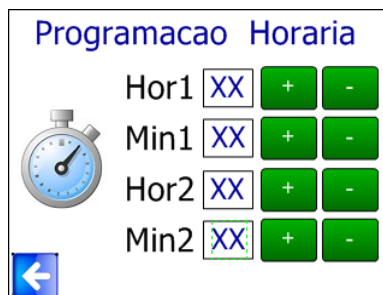 Programacao Horaria
Hor1 XX + -
Min1 XX + -
Hor2 XX + -
Min2 XX + -